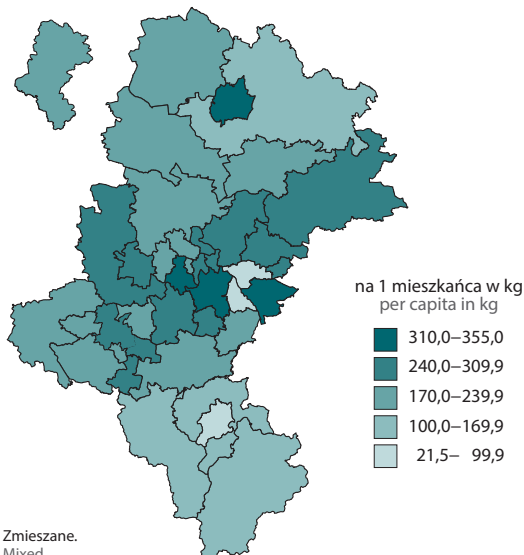 na 1 mieszkańca w kg
per capita in kg
310,0–355,0
240,0–309,9
170,0–239,9
100,0–169,9
21,5– 99,9
Zmieszane.
Mixed